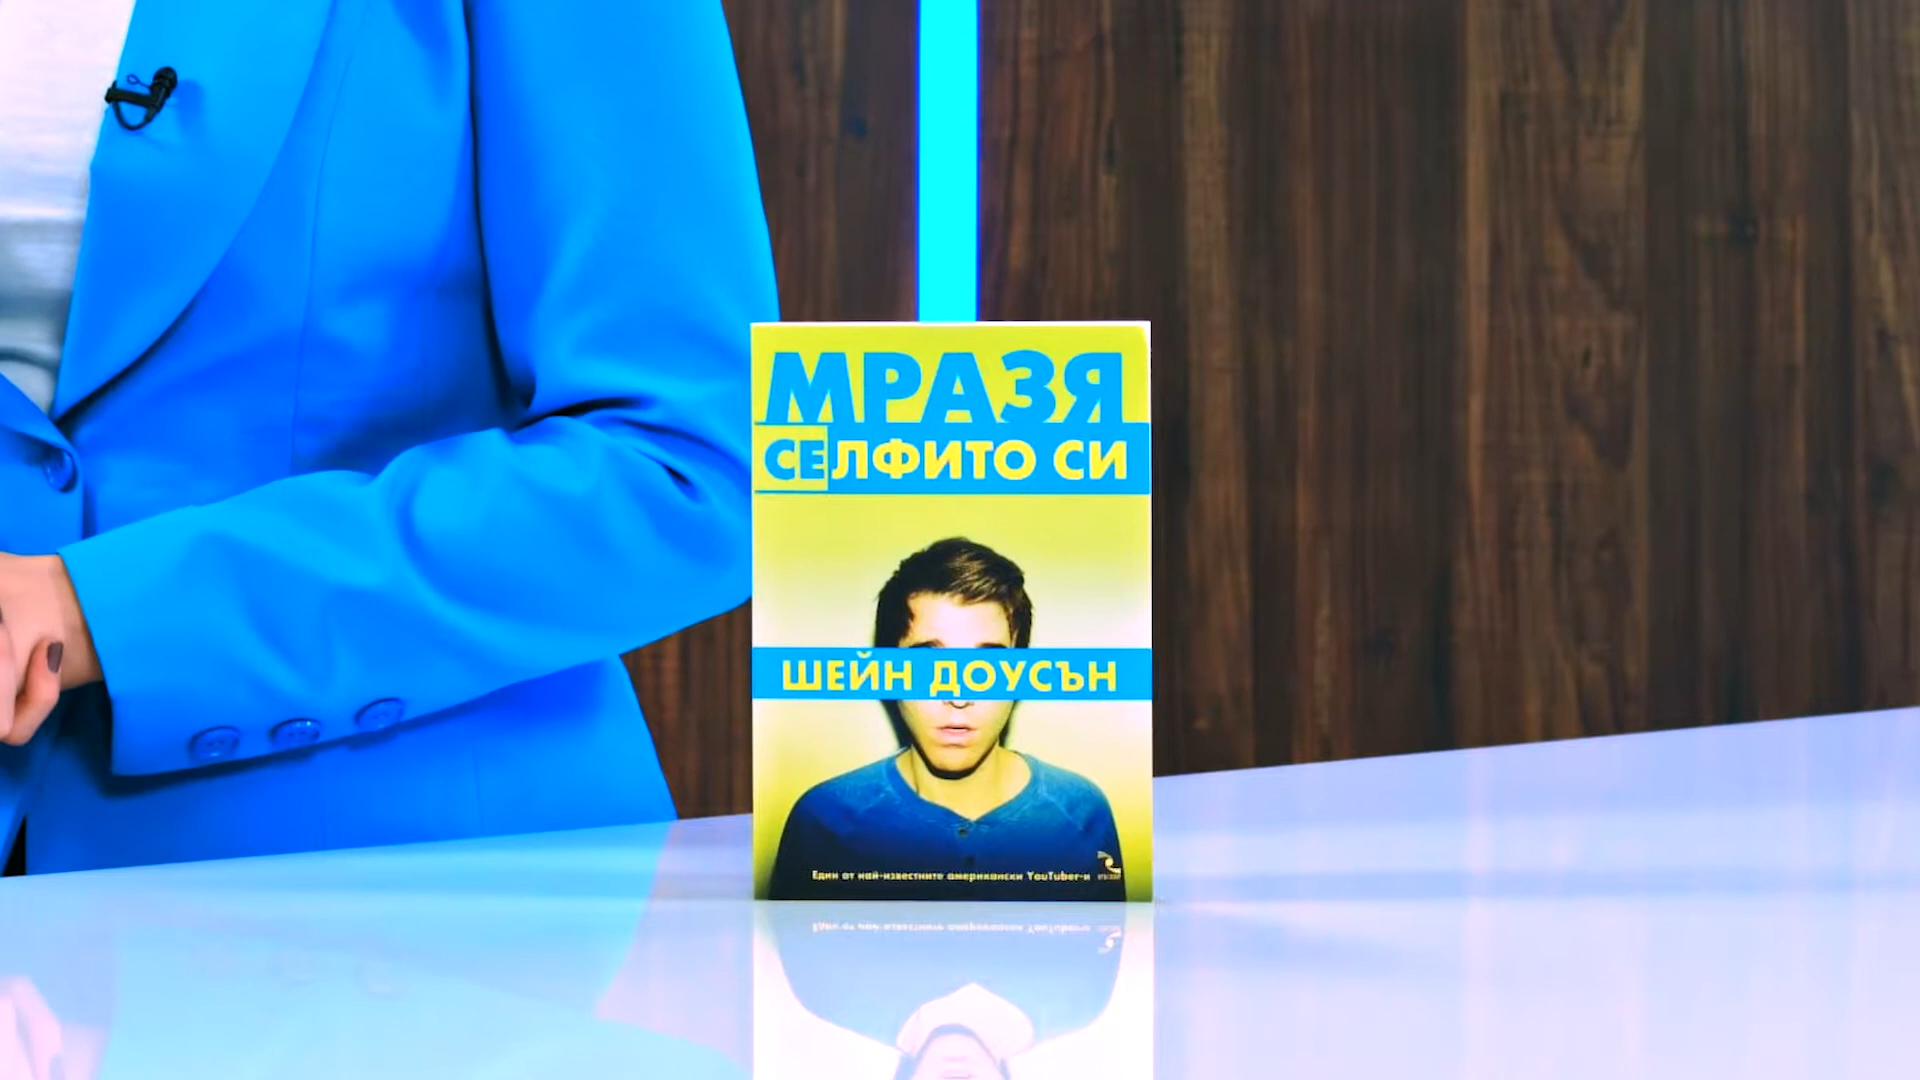 МРАЗЯ
СЕЛФИТО СИ
ШЕЙН ДОУСЪН
Един от най-известните американски YouTuber-и